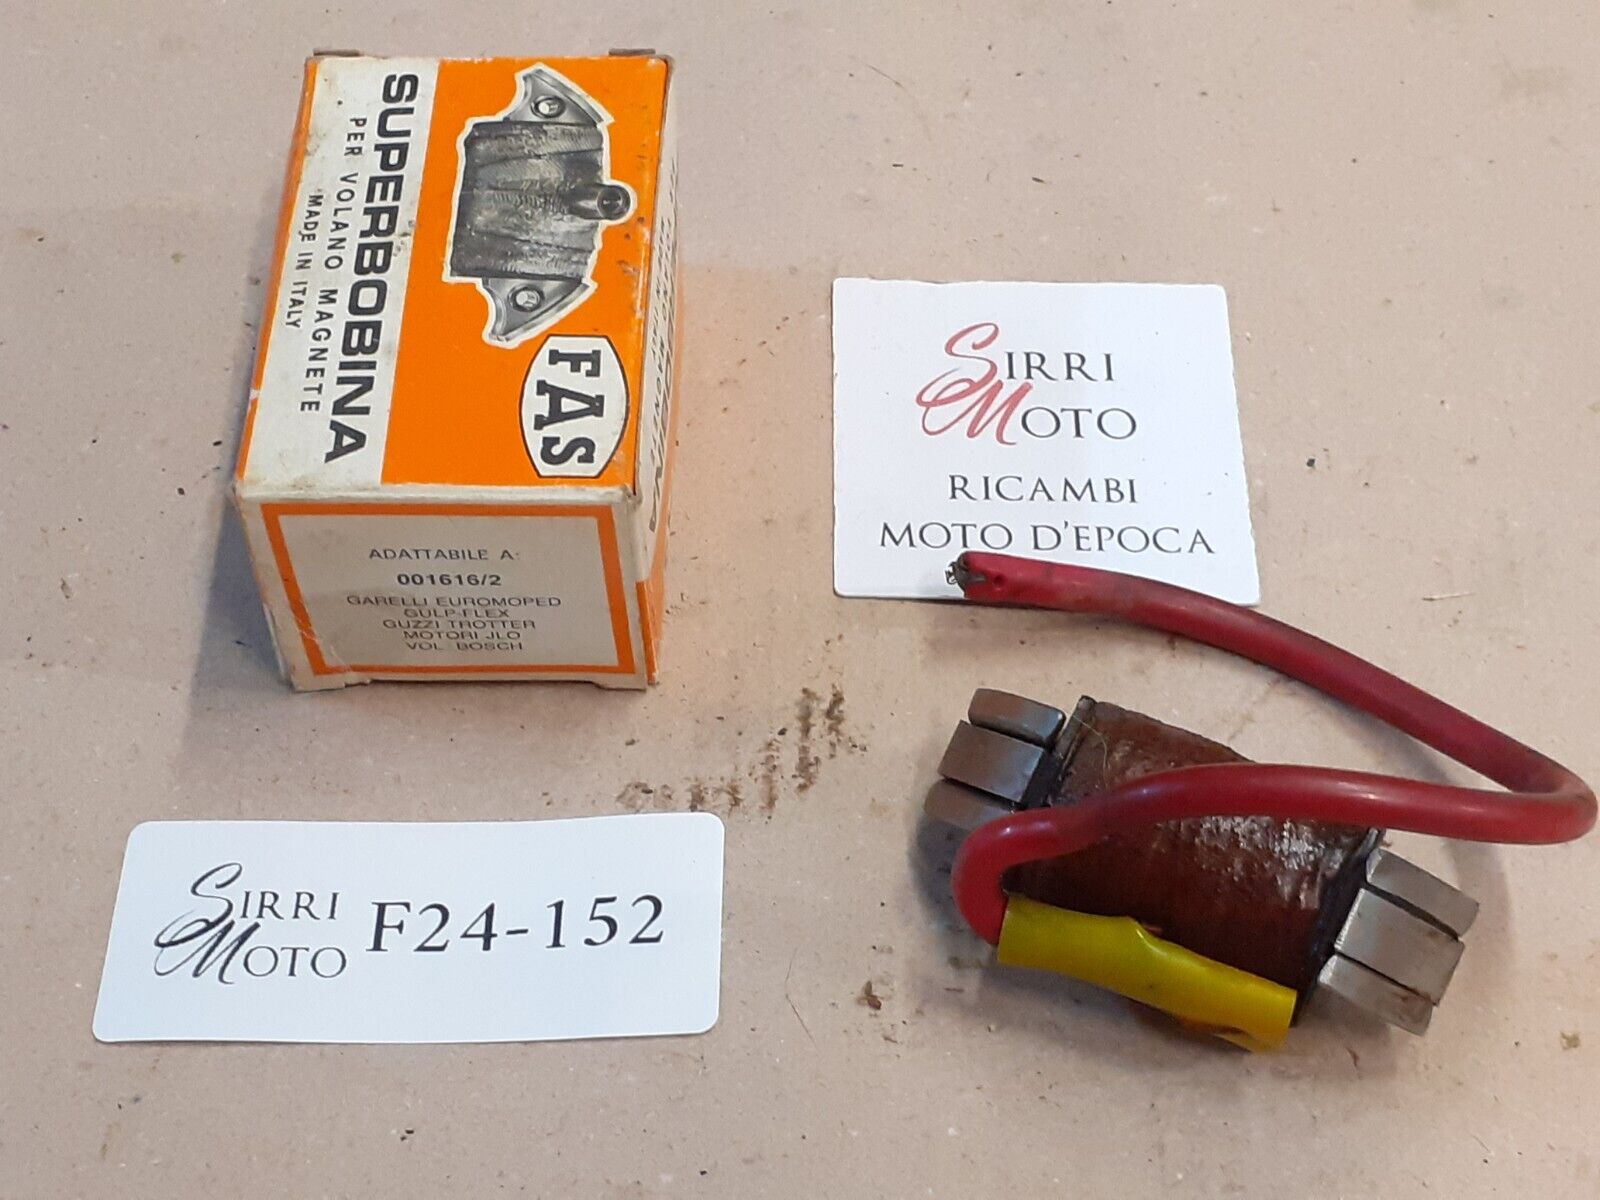 SUPERBOBINA
PER VOLANO MAGNETE
MADE IN ITALY
FAS
ADATTABILE A:
001616/2
GARELLI EUROMOPED
GULP-FLEX
GUZZI TROTTER
MOTORI JLO
VOL. BOSCH
SIRRI
MOTO
RICAMBI
MOTO D'EPOCA
SIRRI
MOTO
F24-152